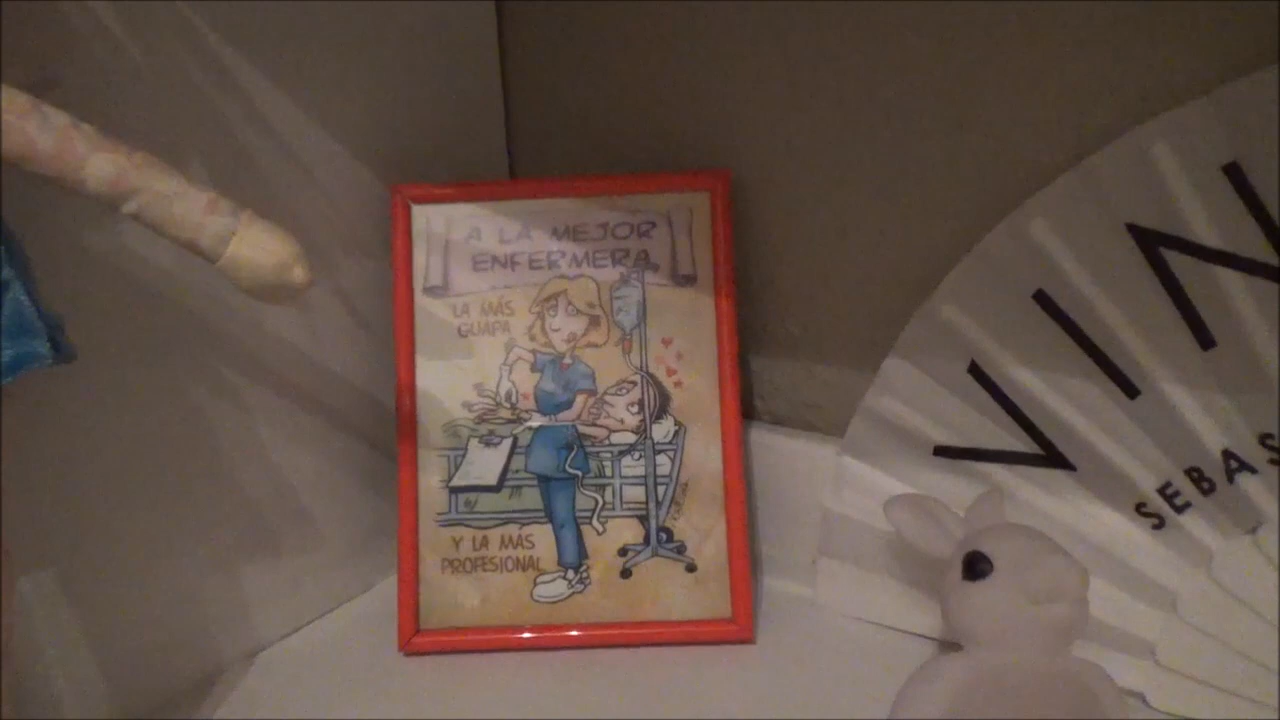 A LA MEJOR
ENFERMERA
LA MÁS
GUAPA
Y LA MÁS
PROFESIONAL
VIN
SEBAS